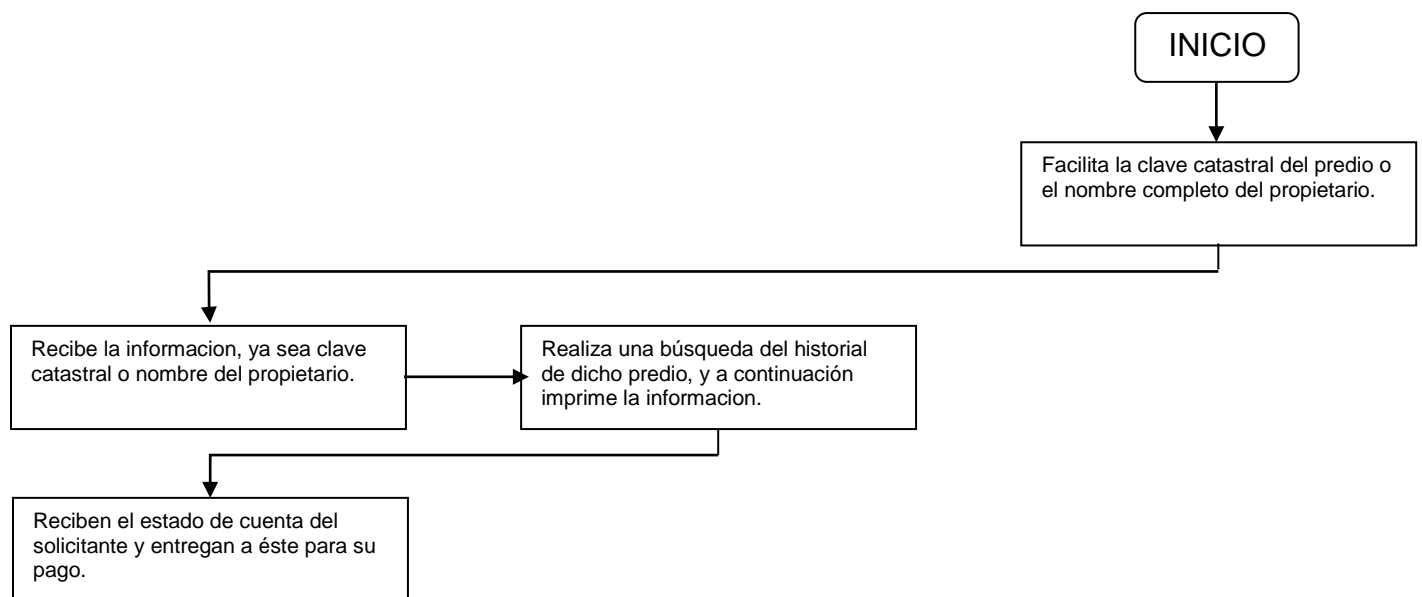 INICIO
Facilita la clave catastral del predio o
el nombre completo del propietario.
Recibe la informacion, ya sea clave
catastral o nombre del propietario.
Realiza una búsqueda del historial
de dicho predio, y a continuación
imprime la informacion.
Reciben el estado de cuenta del
solicitante y entregan a éste para su
pago.